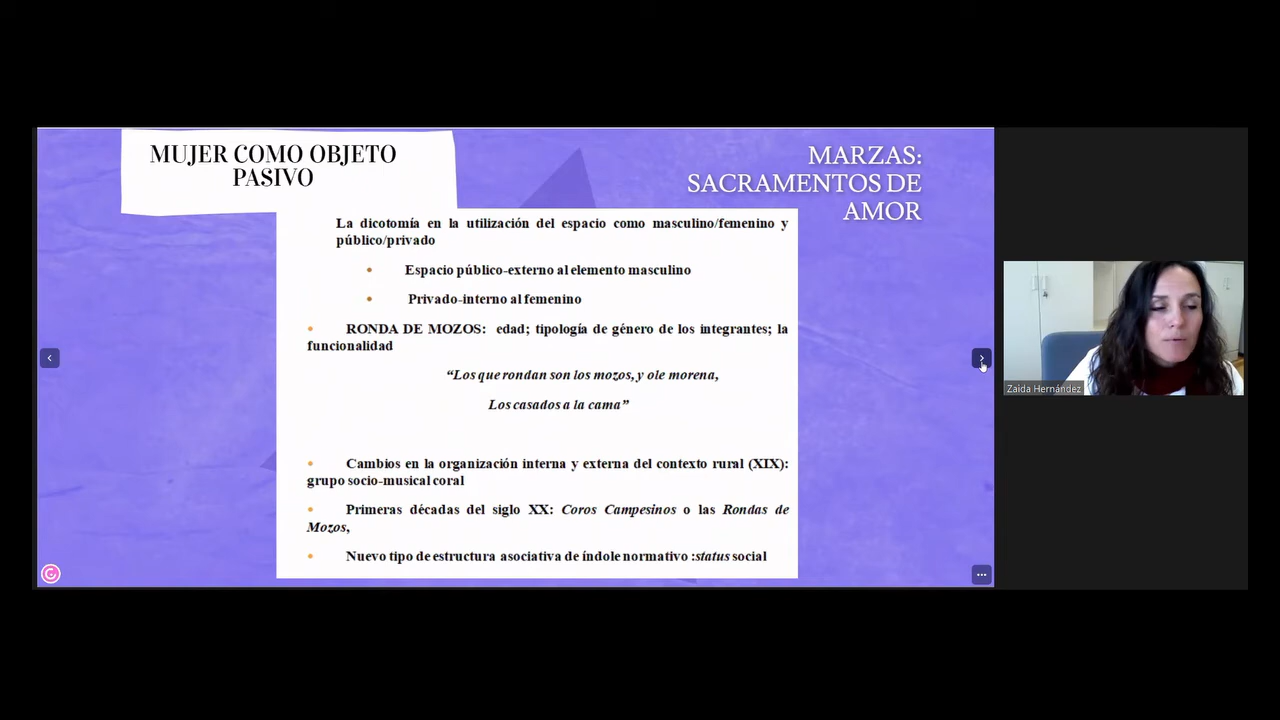 MUJER COMO OBJETO
PASIVO
MARZAS:
SACRAMENTOS DE
AMOR
La dicotomía en la utilización del espacio como masculino/femenino y
público/privado
• Espacio público-externo al elemento masculino
• Privado-interno al femenino
• RONDA DE MOZOS: edad; tipología de género de los integrantes; la
funcionalidad
“Los que rondan son los mozos, y ole morena,
Los casados a la cama”
• Cambios en la organización interna y externa del contexto rural (XIX):
grupo socio-musical coral
• Primeras décadas del siglo XX: Coros Campesinos o las Rondas de
Mozos,
• Nuevo tipo de estructura asociativa de índole normativo :status social
Zaida Hernández